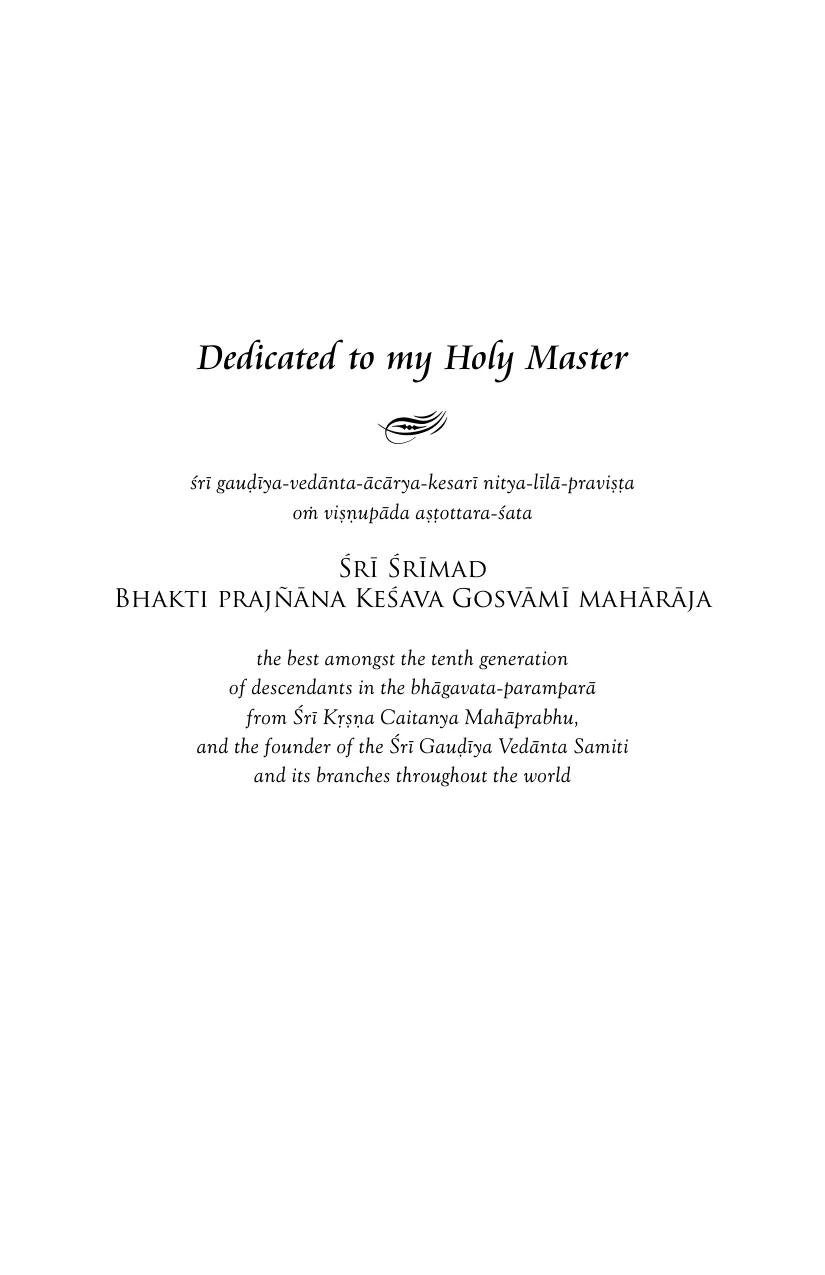 Dedicated to my Holy Master
śrī gauḍīya-vedānta-ācārya-kesarī nitya-līlā-praviṣṭa
oṁ viṣṇupāda aṣṭottara-śata
Śrī Śrīmad
Bhakti prajñāna Keśava Gosvāmī mahārāja
the best amongst the tenth generation
of descendants in the bhāgavata-paramparā
from Śrī Kṛṣṇa Caitanya Mahāprabhu,
and the founder of the Śrī Gauḍīya Vedānta Samiti
and its branches throughout the world